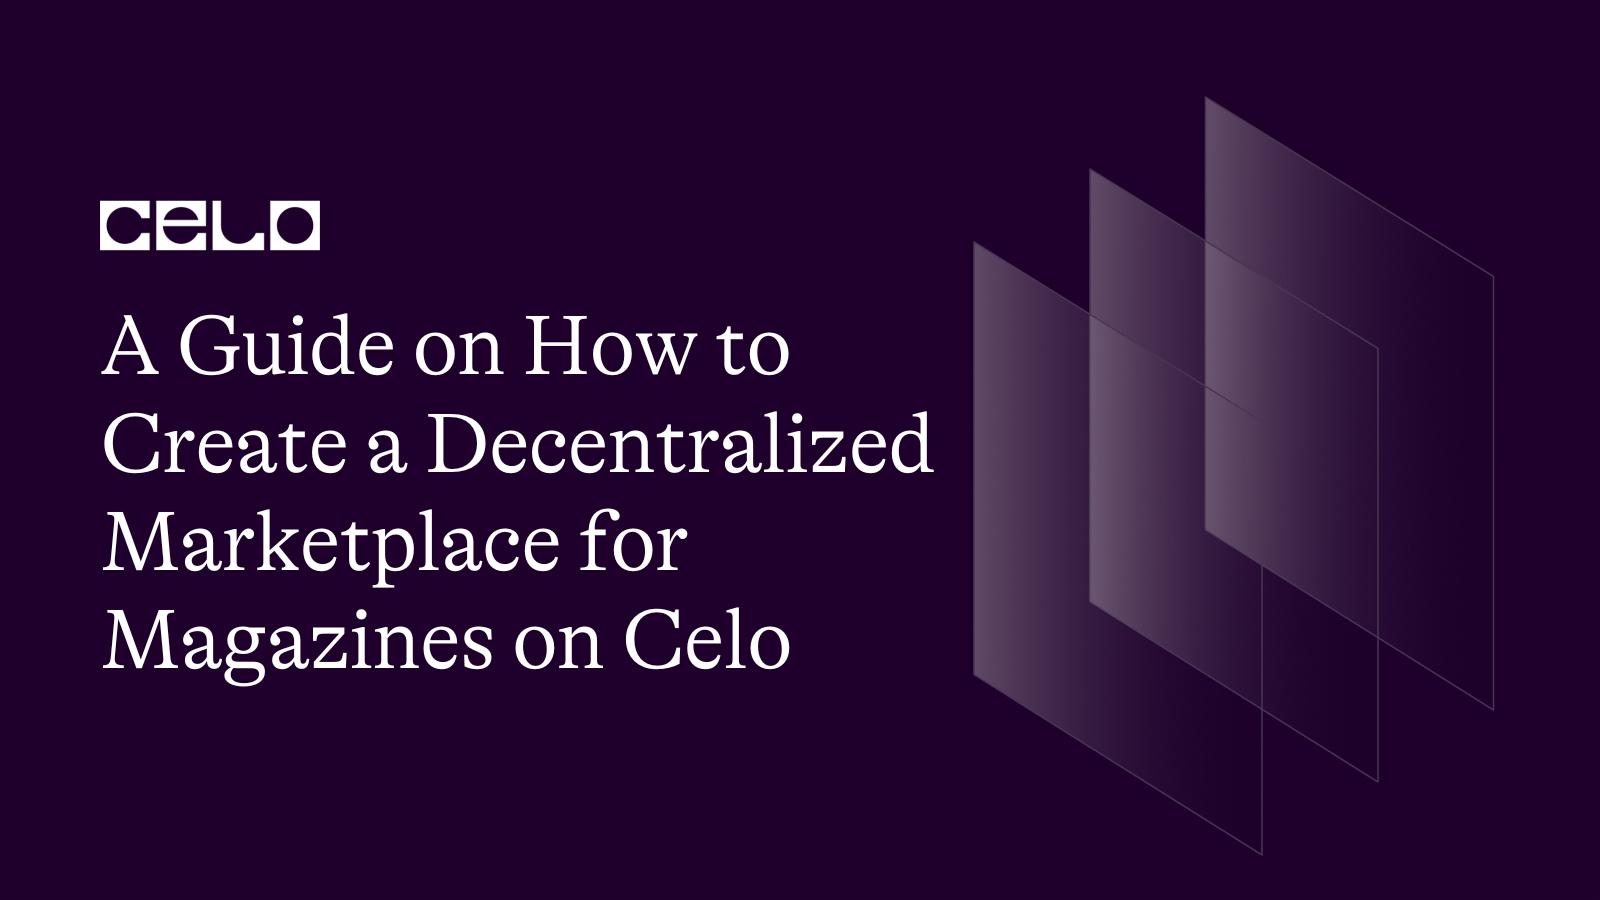 CELO
A Guide on How to
Create a Decentralized
Marketplace for
Magazines on Celo